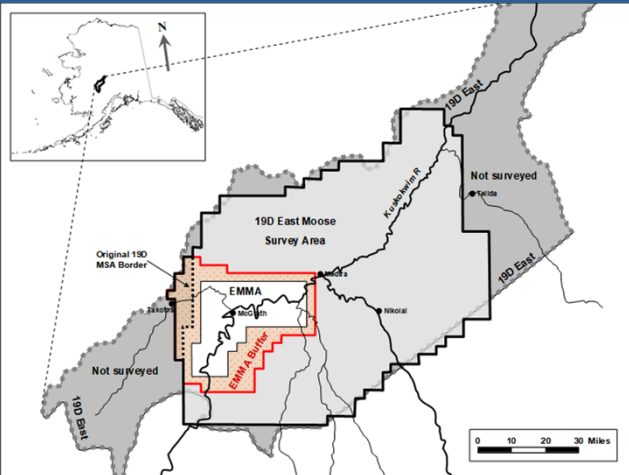 N
19D East
Not surveyed
Telida
Kuskokwim R
19D East Moose
Survey Area
Original 19D
MSA Border
19D East
EMMA
Medfra
Takotna
McGrath
Nikolai
EMMA Buffer
Not surveyed
19D East
0 10 20 30 Miles